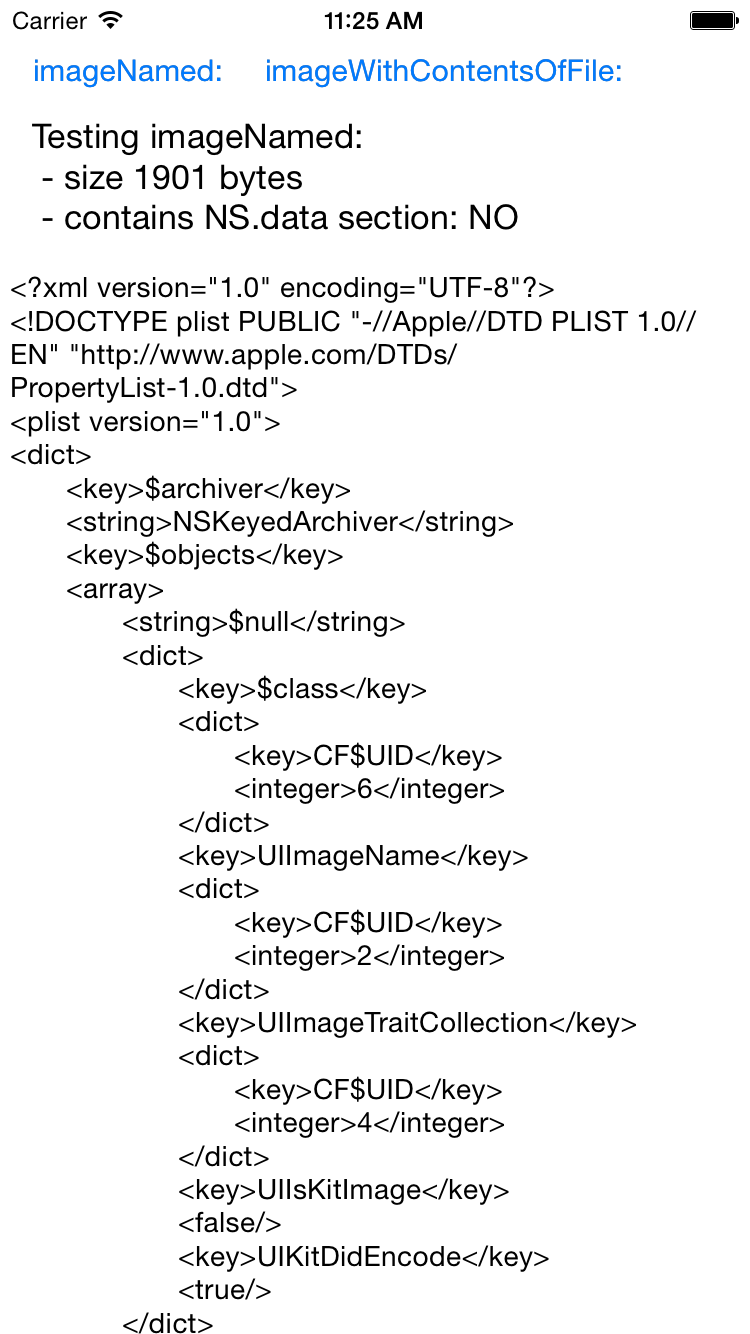 Carrier 11:25 AM
imageNamed: imageWithContentsOfFile:
Testing imageNamed:
- size 1901 bytes
- contains NS.data section: NO
<?xml version="1.0" encoding="UTF-8"?>
<!DOCTYPE plist PUBLIC "-//Apple//DTD PLIST 1.0//
EN" "http://www.apple.com/DTDs/
PropertyList-1.0.dtd">
<plist version="1.0">
<dict>
<key>$archiver</key>
<string>NSKeyedArchiver</string>
<key>$objects</key>
<array>
<string>$null</string>
<dict>
<key>$class</key>
<dict>
<key>CF$UID</key>
<integer>6</integer>
</dict>
<key>UIImageName</key>
<dict>
<key>CF$UID</key>
<integer>2</integer>
</dict>
<key>UIImageTraitCollection</key>
<dict>
<key>CF$UID</key>
<integer>4</integer>
</dict>
<key>UIIsKitImage</key>
<false/>
<key>UIKitDidEncode</key>
<true/>
</dict>